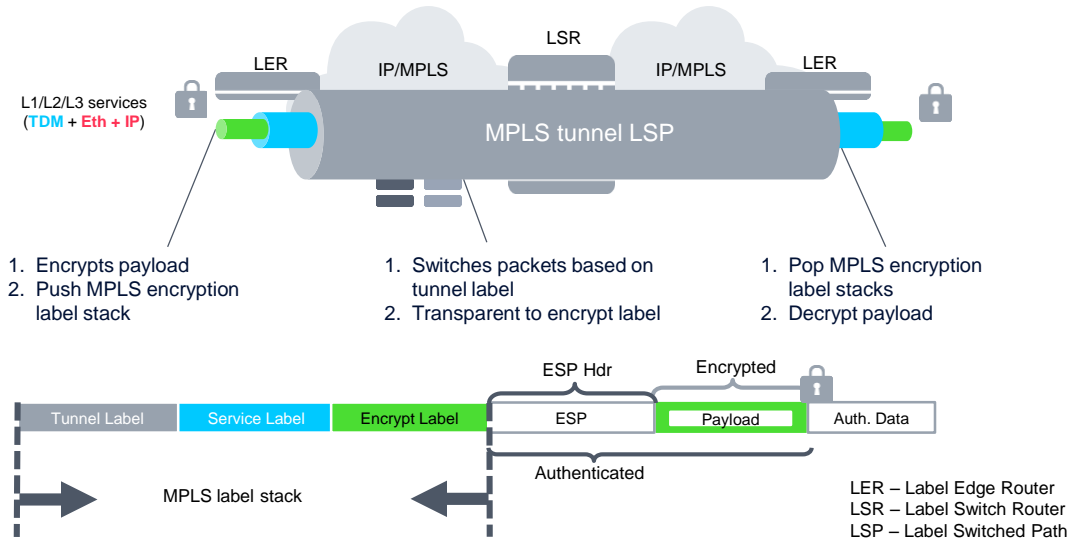 LSR
LER
IP/MPLS
IP/MPLS
LER
L1/L2/L3 services
(TDM + Eth + IP)
MPLS tunnel LSP
1. Encrypts payload
2. Push MPLS encryption
label stack
1. Switches packets based on
tunnel label
2. Transparent to encrypt label
1. Pop MPLS encryption
label stacks
2. Decrypt payload
ESP Hdr
Encrypted
Tunnel Label
Service Label
Encrypt Label
ESP
Payload
Auth. Data
Authenticated
MPLS label stack
LER – Label Edge Router
LSR – Label Switch Router
LSP – Label Switched Path